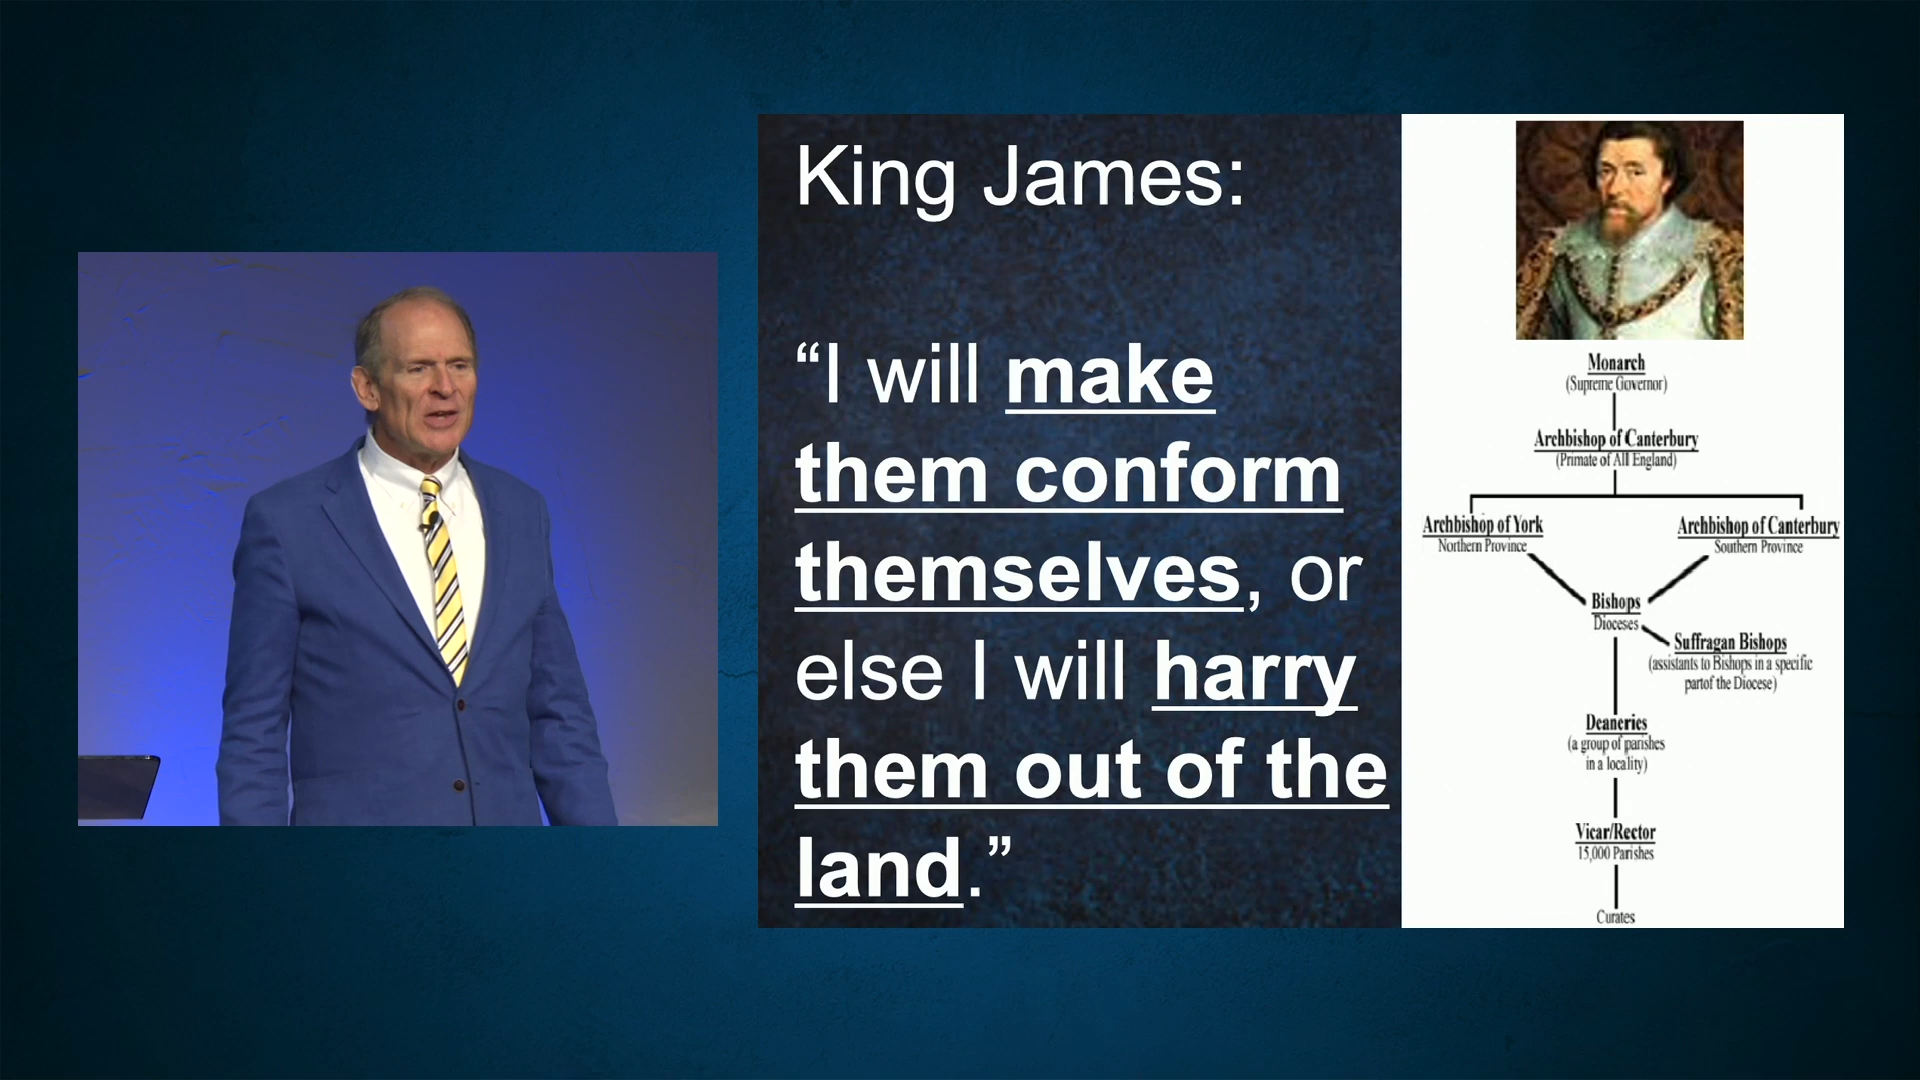 King James:
“I will make
them conform
themselves, or
else I will harry
them out of the
land.”
Monarch
(Supreme Governor)
Archbishop of Canterbury
(Primate of All England)
Archbishop of York
Northern Province
Archbishop of Canterbury
Southern Province
Bishops
Dioceses
Suffragan Bishops
(assistants to Bishops in a specific
partof the Diocese)
Deaneries
(a group of parishes
in a locality)
Vicar/Rector
15,000 Parishes
Curates